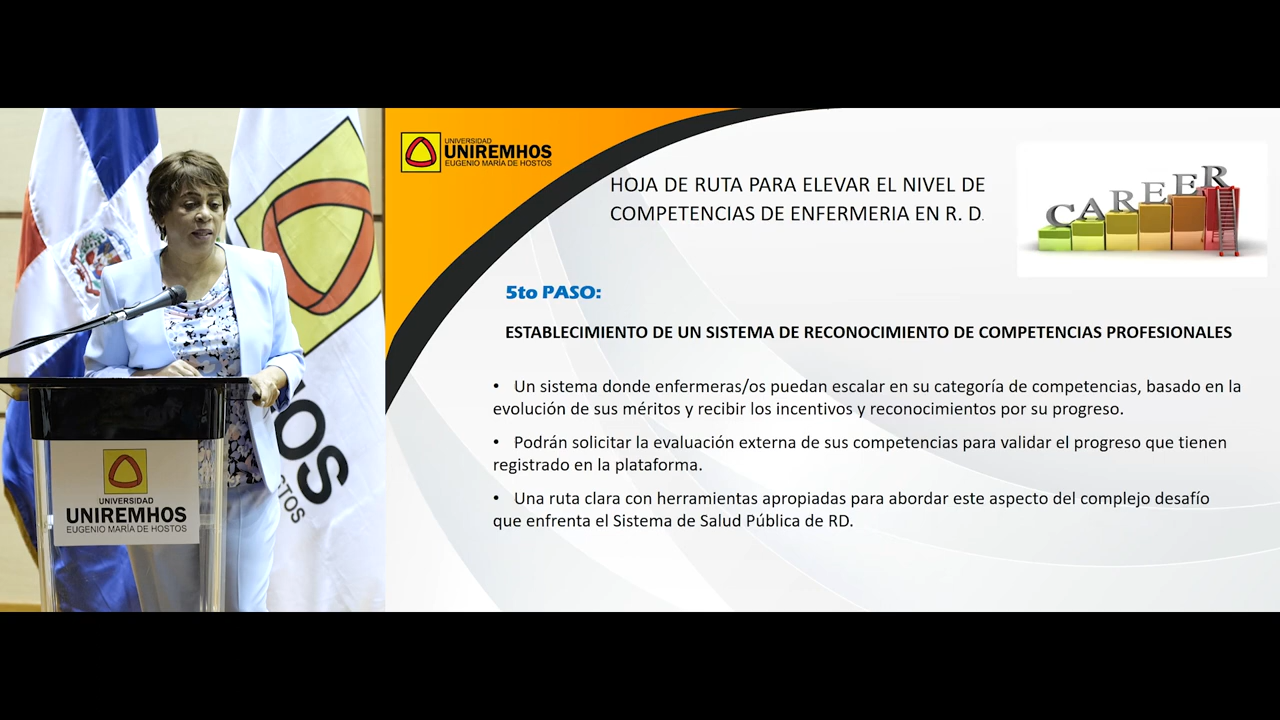 UNIVERSIDAD
UNIREMHOS
EUGENIO MARÍA DE HOSTOS
HOJA DE RUTA PARA ELEVAR EL NIVEL DE
COMPETENCIAS DE ENFERMERIA EN R. D.
CAREER
5to PASO:
ESTABLECIMIENTO DE UN SISTEMA DE RECONOCIMIENTO DE COMPETENCIAS PROFESIONALES
• Un sistema donde enfermeras/os puedan escalar en su categoría de competencias, basado en la
evolución de sus méritos y recibir los incentivos y reconocimientos por su progreso.
• Podrán solicitar la evaluación externa de sus competencias para validar el progreso que tienen
registrado en la plataforma.
• Una ruta clara con herramientas apropiadas para abordar este aspecto del complejo desafío
que enfrenta el Sistema de Salud Pública de RD.
UNIVERSIDAD
UNIREMHOS
EUGENIO MARÍA DE HOSTOS
HOS
STOS